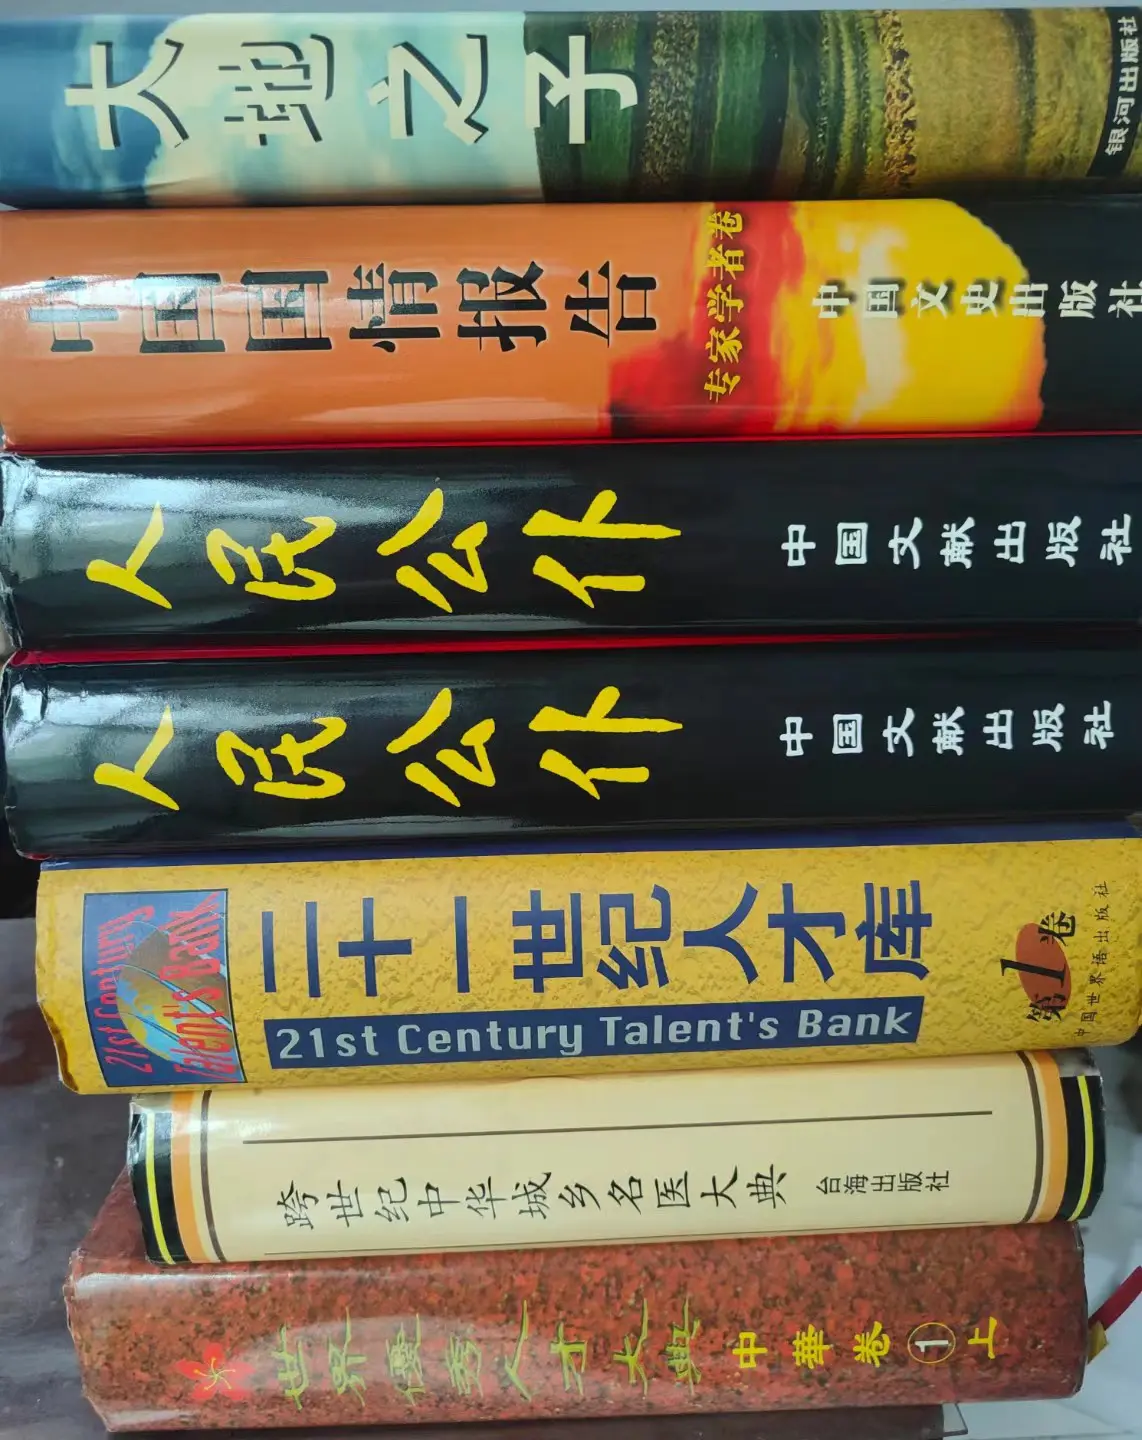 大地之子
银河出版社
中国国情报告
专家学者卷
中国文史出版社
人民公仆
中国文献出版社
人民公仆
中国文献出版社
21st Century
Talent's Bank
二十一世纪人才库
21st Century Talent's Bank
第1卷
中国世界语出版社
跨世纪中华城乡名医大典
台海出版社
世界優秀人才大典
中華卷①上